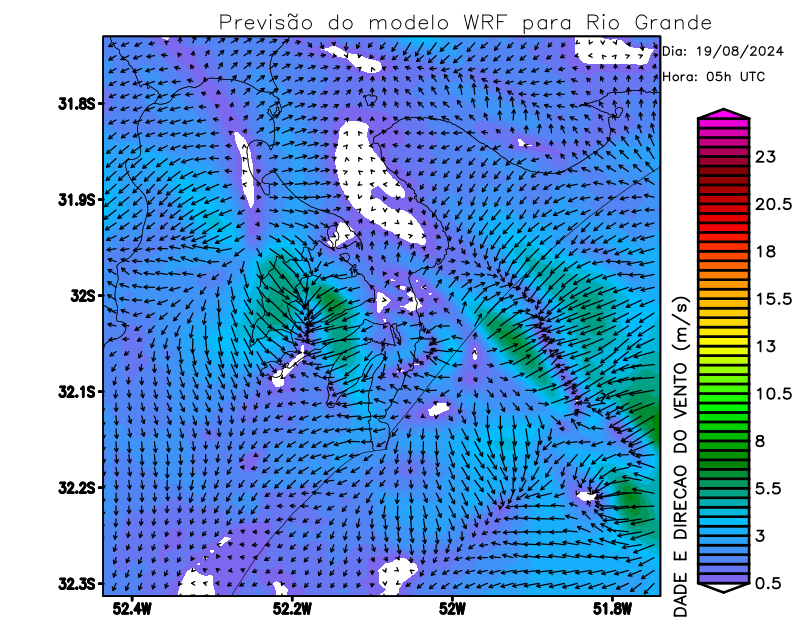 Previsão do modelo WRF para Rio Grande
Dia: 19/08/2024
Hora: 05h UTC
31.8S
31.9S
32S
32.1S
32.2S
32.3S
52.4W
52.2W
52W
51.8W
DADE E DIRECAO DO VENTO (m/s)
23
20.5
18
15.5
13
10.5
8
5.5
3
0.5